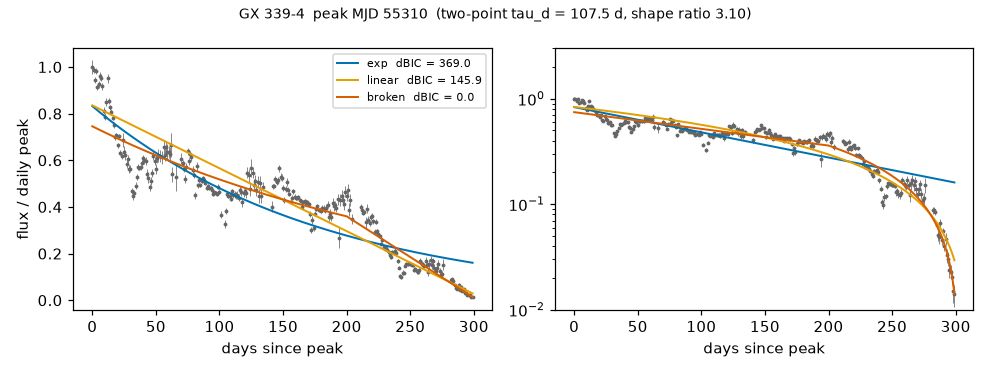 GX 339-4  peak MJD 55310  (two-point tau_d = 107.5 d, shape ratio 3.10)
exp  dBIC = 369.0
linear  dBIC = 145.9
broken  dBIC = 0.0
flux / daily peak
1.0
0.8
0.6
0.4
0.2
0.0
0 50 100 150 200 250 300
days since peak
10^0
10^−1
10^−2
0 50 100 150 200 250 300
days since peak